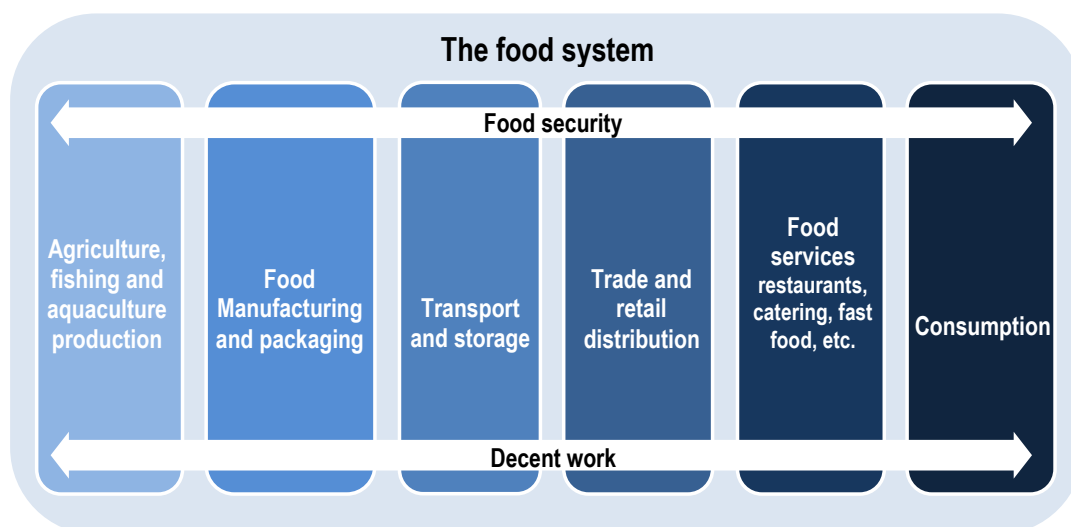 The food system
Food security
Agriculture,
fishing and
aquaculture
production
Food
Manufacturing
and packaging
Transport
and storage
Trade and
retail
distribution
Food
services
restaurants,
catering, fast
food, etc.
Consumption
Decent work